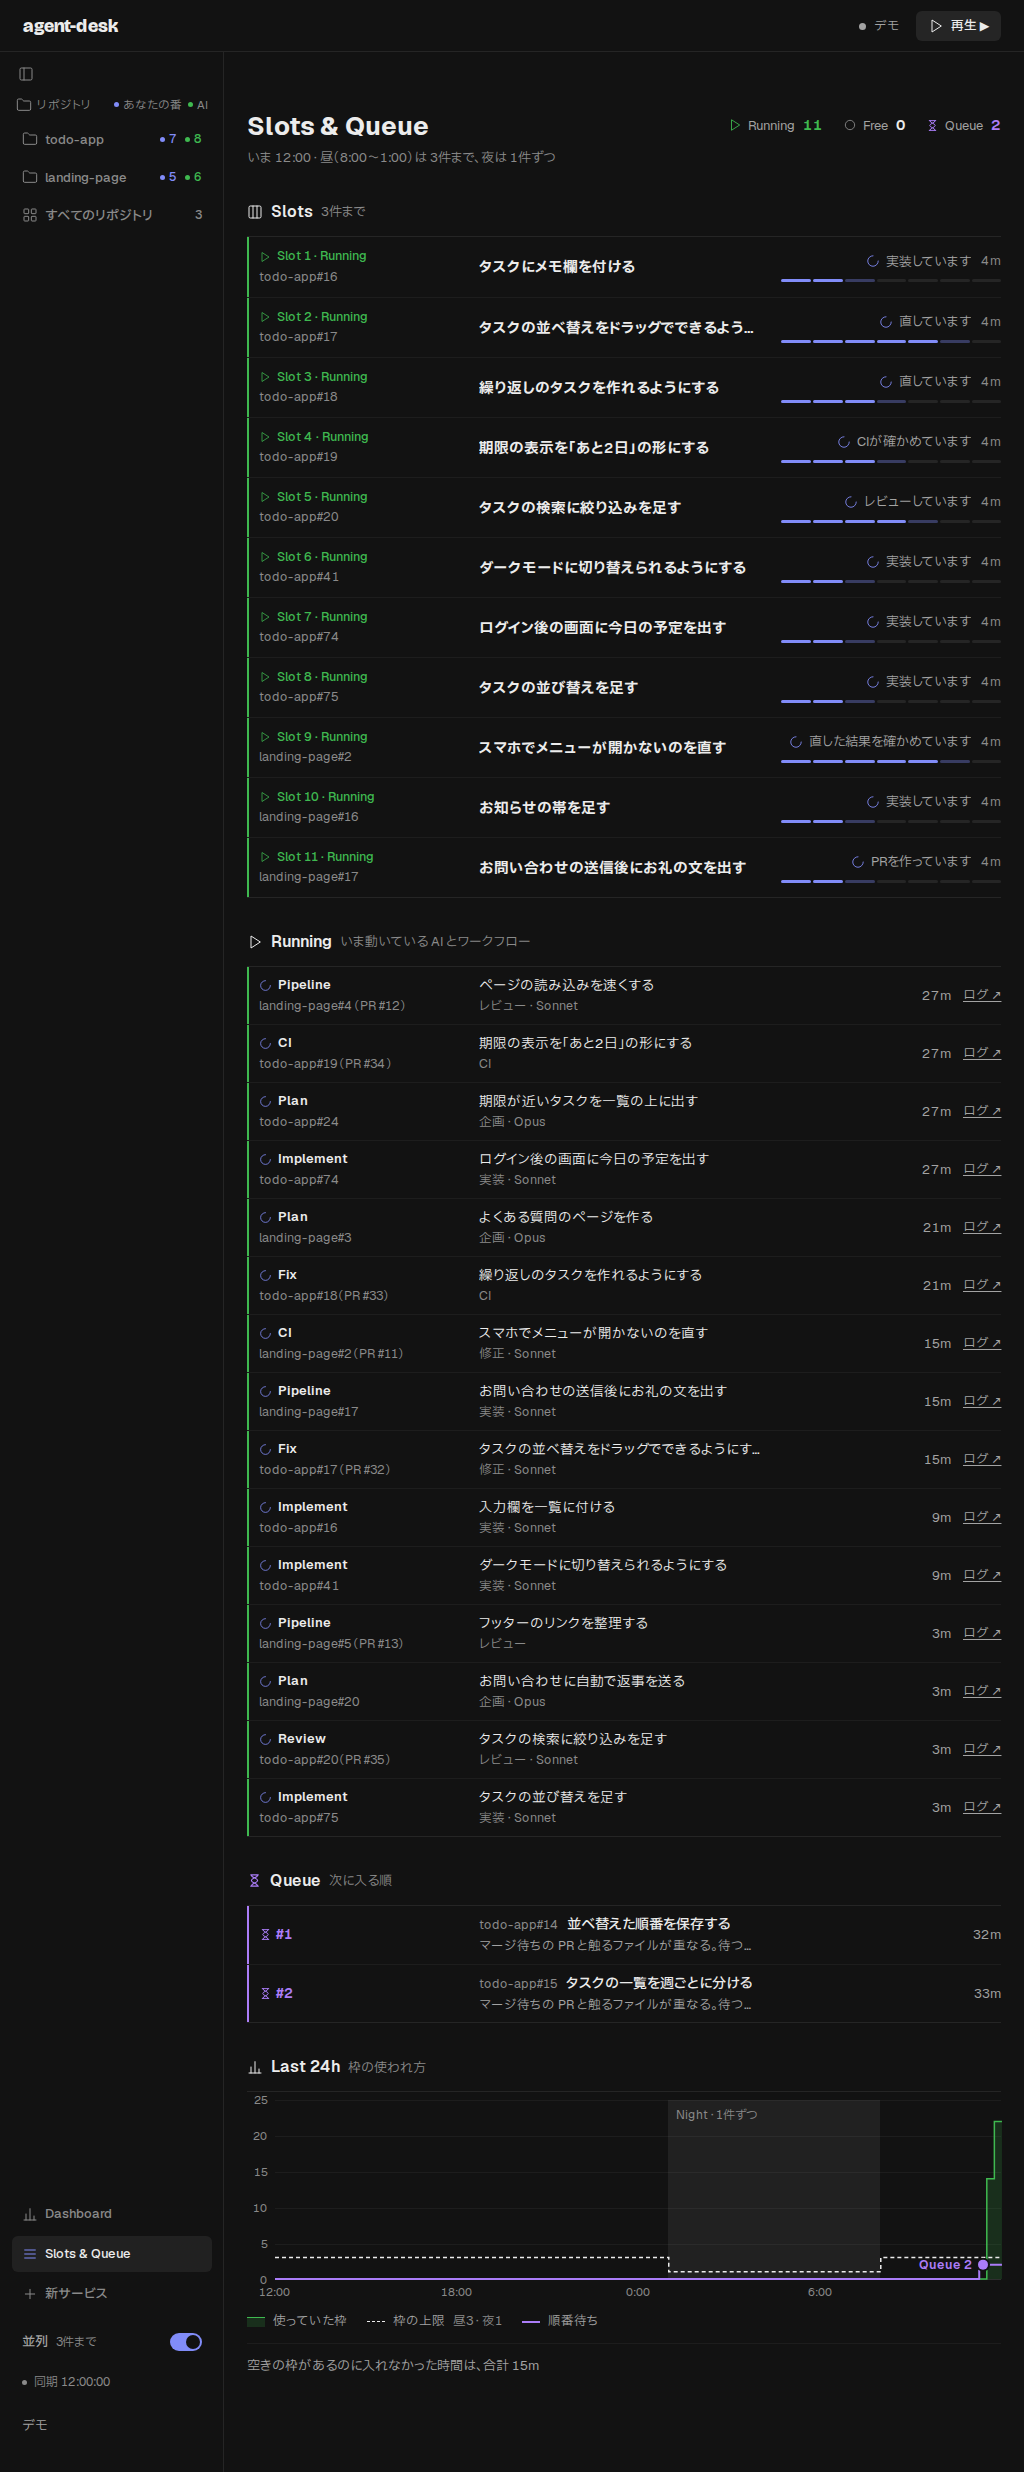 agent-desk
デモ
再生 ▶
リポジトリ
あなたの番
AI
todo-app
7
8
landing-page
5
6
すべてのリポジトリ
3
Slots & Queue
Running 11
Free 0
Queue 2
いま 12:00 · 昼(8:00〜1:00)は 3件まで、夜は 1件ずつ
Slots 3件まで
Slot 1 · Running
todo-app#16
タスクにメモ欄を付ける
実装しています 4m
Slot 2 · Running
todo-app#17
タスクの並べ替えをドラッグでできるよう…
直しています 4m
Slot 3 · Running
todo-app#18
繰り返しのタスクを作れるようにする
直しています 4m
Slot 4 · Running
todo-app#19
期限の表示を「あと2日」の形にする
CIが確かめています 4m
Slot 5 · Running
todo-app#20
タスクの検索に絞り込みを足す
レビューしています 4m
Slot 6 · Running
todo-app#41
ダークモードに切り替えられるようにする
実装しています 4m
Slot 7 · Running
todo-app#74
ログイン後の画面に今日の予定を出す
実装しています 4m
Slot 8 · Running
todo-app#75
タスクの並び替えを足す
実装しています 4m
Slot 9 · Running
landing-page#2
スマホでメニューが開かないのを直す
直した結果を確かめています 4m
Slot 10 · Running
landing-page#16
お知らせの帯を足す
実装しています 4m
Slot 11 · Running
landing-page#17
お問い合わせの送信後にお礼の文を出す
PRを作っています 4m
Running いま動いている AI とワークフロー
Pipeline
landing-page#4 (PR #12)
ページの読み込みを速くする
レビュー · Sonnet
27m ログ ↗
CI
todo-app#19 (PR #34)
期限の表示を「あと2日」の形にする
CI
27m ログ ↗
Plan
todo-app#24
期限が近いタスクを一覧の上に出す
企画 · Opus
27m ログ ↗
Implement
todo-app#74
ログイン後の画面に今日の予定を出す
実装 · Sonnet
27m ログ ↗
Plan
landing-page#3
よくある質問のページを作る
企画 · Opus
21m ログ ↗
Fix
todo-app#18 (PR #33)
繰り返しのタスクを作れるようにする
CI
21m ログ ↗
CI
landing-page#2 (PR #11)
スマホでメニューが開かないのを直す
修正 · Sonnet
15m ログ ↗
Pipeline
landing-page#17
お問い合わせの送信後にお礼の文を出す
実装 · Sonnet
15m ログ ↗
Fix
todo-app#17 (PR #32)
タスクの並べ替えをドラッグでできるようにす…
修正 · Sonnet
15m ログ ↗
Implement
todo-app#16
入力欄を一覧に付ける
実装 · Sonnet
9m ログ ↗
Implement
todo-app#41
ダークモードに切り替えられるようにする
実装 · Sonnet
9m ログ ↗
Pipeline
landing-page#5 (PR #13)
フッターのリンクを整理する
レビュー
3m ログ ↗
Plan
landing-page#20
お問い合わせに自動で返事を送る
企画 · Opus
3m ログ ↗
Review
todo-app#20 (PR #35)
タスクの検索に絞り込みを足す
レビュー · Sonnet
3m ログ ↗
Implement
todo-app#75
タスクの並び替えを足す
実装 · Sonnet
3m ログ ↗
Queue 次に入る順
#1
todo-app#14 並べ替えた順番を保存する
マージ待ちの PR と触るファイルが重なる。待つ…
32m
#2
todo-app#15 タスクの一覧を週ごとに分ける
マージ待ちの PR と触るファイルが重なる。待つ…
33m
Last 24h 枠の使われ方
25
20
15
10
5
0
Night · 1件ずつ
Queue 2
12:00
18:00
0:00
6:00
使っていた枠
枠の上限 昼3 · 夜1
順番待ち
空きの枠があるのに入れなかった時間は、合計 15m
Dashboard
Slots & Queue
新サービス
並列 3件まで
同期 12:00:00
デモ